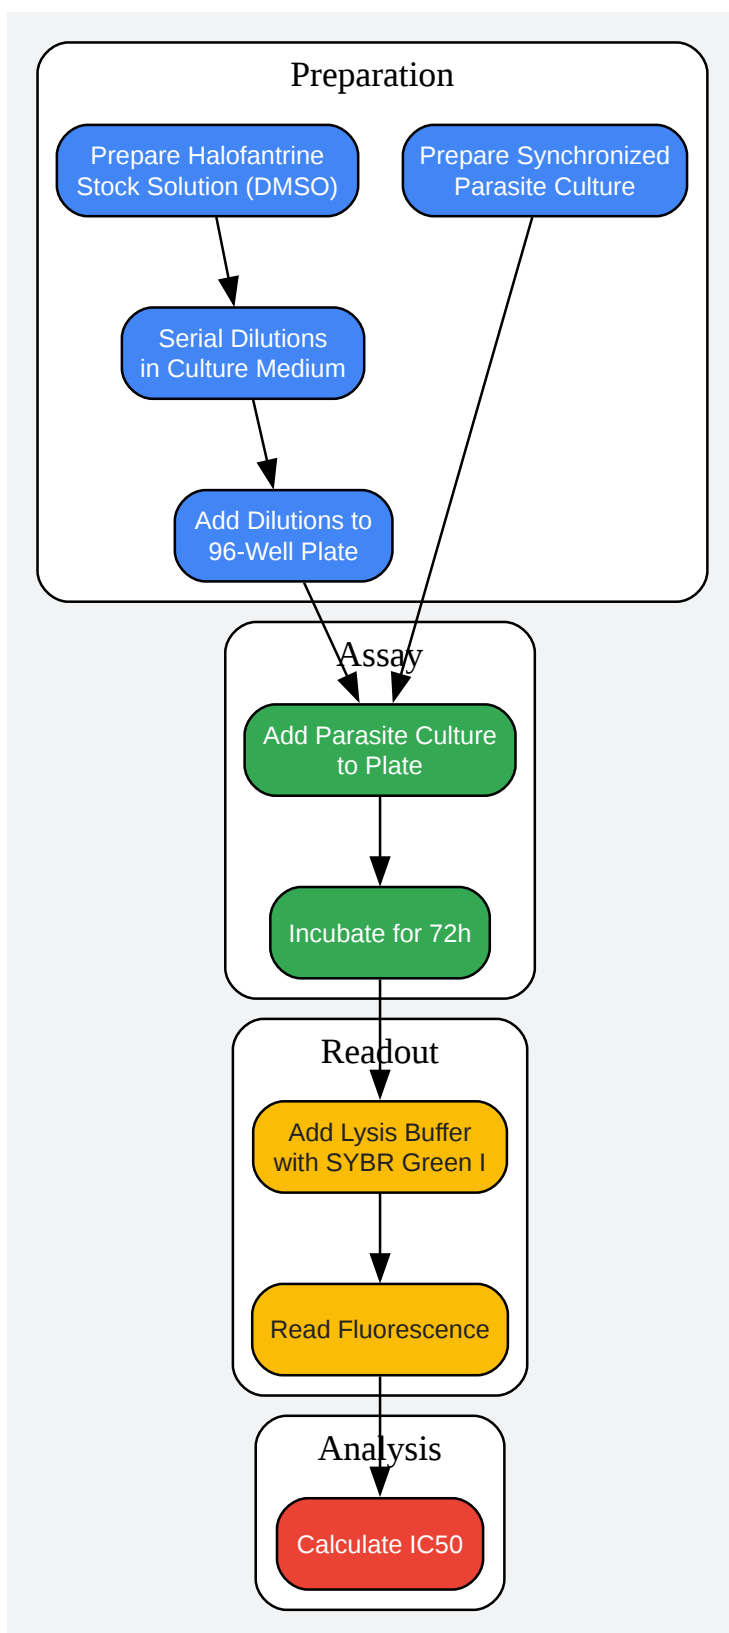 Preparation
Prepare Halofantrine
Stock Solution (DMSO)
Prepare Synchronized
Parasite Culture
Serial Dilutions
in Culture Medium
Add Dilutions to
96-Well Plate
Assay
Add Parasite Culture
to Plate
Incubate for 72h
Readout
Add Lysis Buffer
with SYBR Green I
Read Fluorescence
Analysis
Calculate IC50